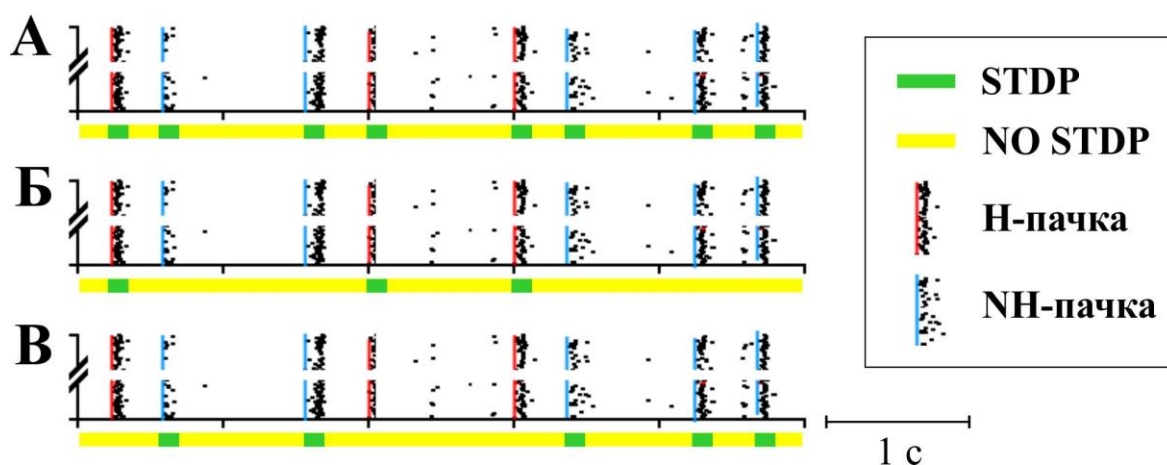 А
Б
В
STDP
NO STDP
Н-пачка
NH-пачка
1 с